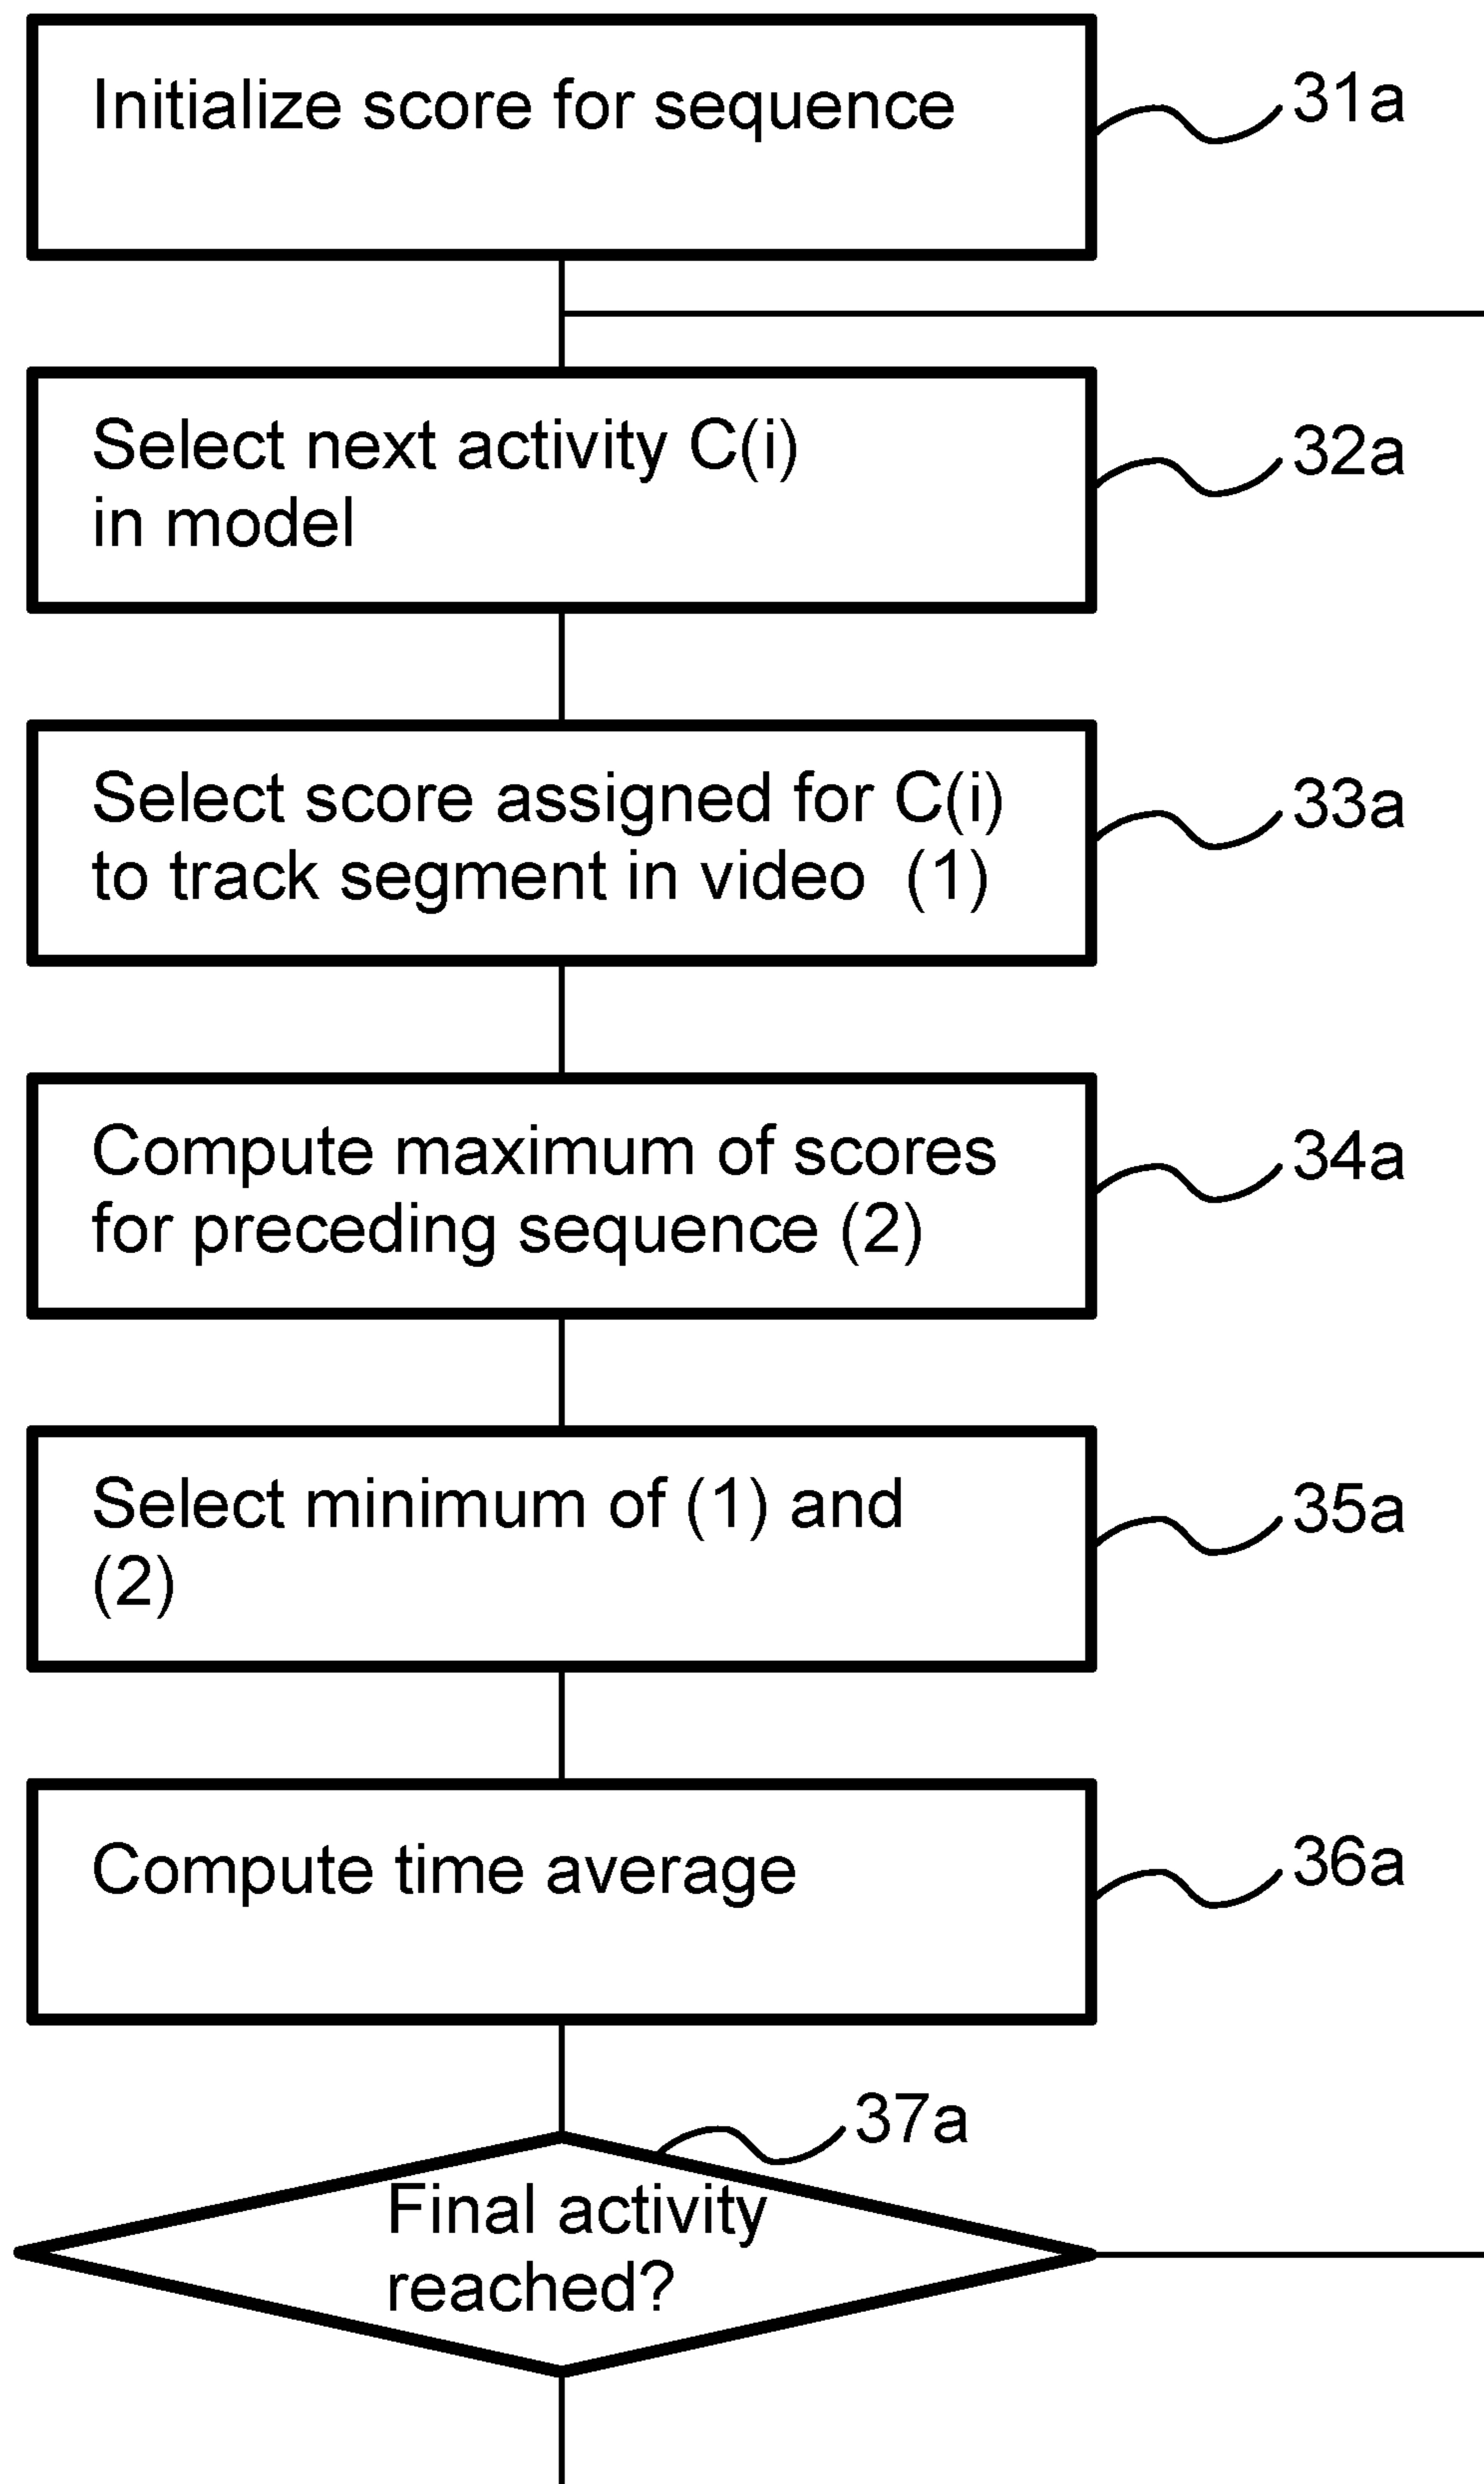 Initialize score for sequence
31a
Select next activity C(i)
in model
32a
Select score assigned for C(i)
to track segment in video (1)
33a
Compute maximum of scores
for preceding sequence (2)
34a
Select minimum of (1) and
(2)
35a
Compute time average
36a
37a
Final activity
reached?